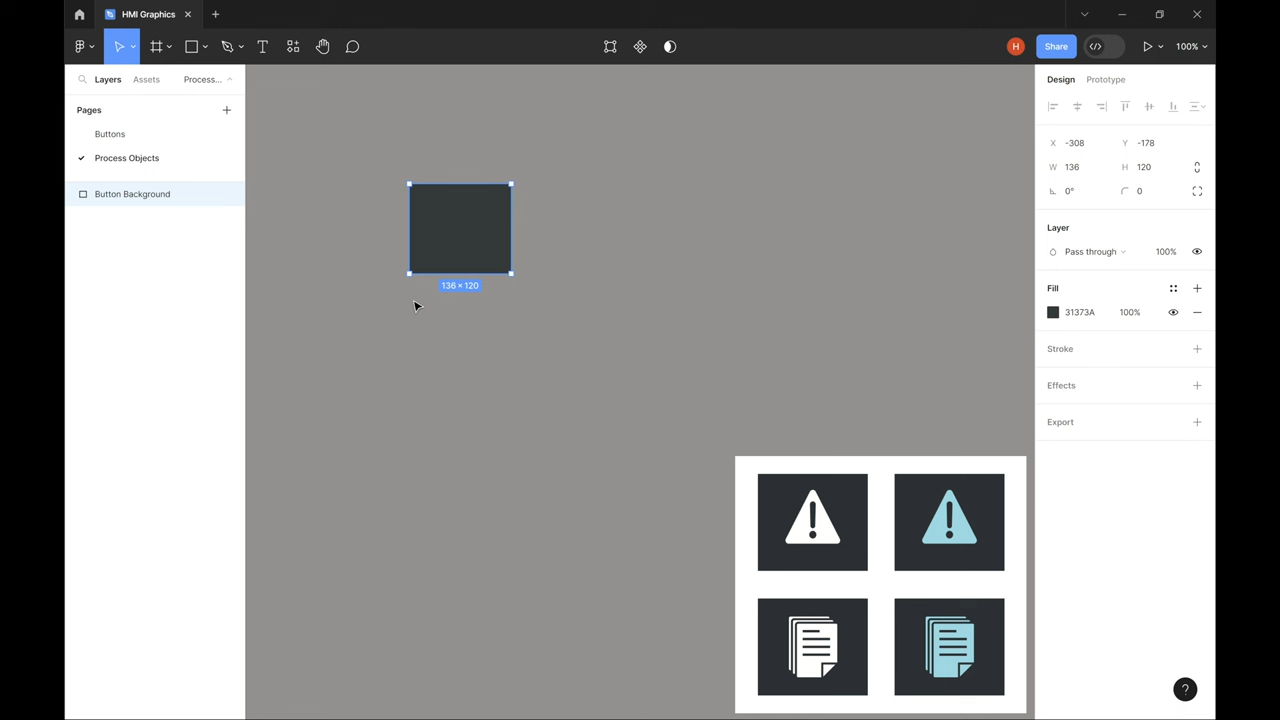 HMI Graphics
H
Share
100%
Layers
Assets
Process...
Pages
Buttons
Process Objects
Button Background
136 × 120
Design
Prototype
X -308
Y -178
W 136
H 120
0°
0
Layer
Pass through
100%
Fill
31373A
100%
Stroke
Effects
Export
?